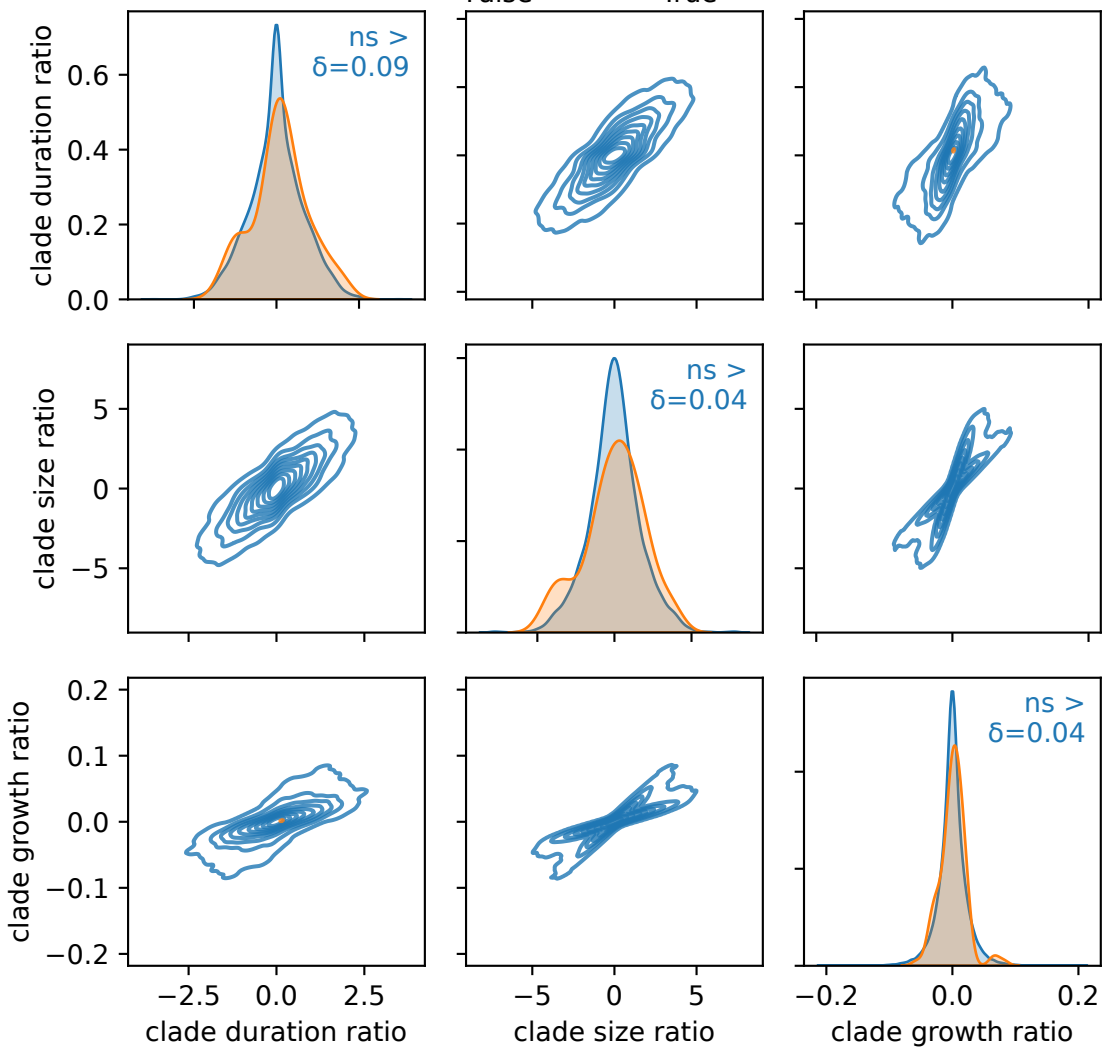 False True
clade duration ratio
0.6
0.4
0.2
0.0
ns >
δ=0.09
clade size ratio
5
0
−5
ns >
δ=0.04
clade growth ratio
0.2
0.1
0.0
−0.1
−0.2
ns >
δ=0.04
−2.5 0.0 2.5
−5 0 5
−0.2 0.0 0.2
clade duration ratio
clade size ratio
clade growth ratio